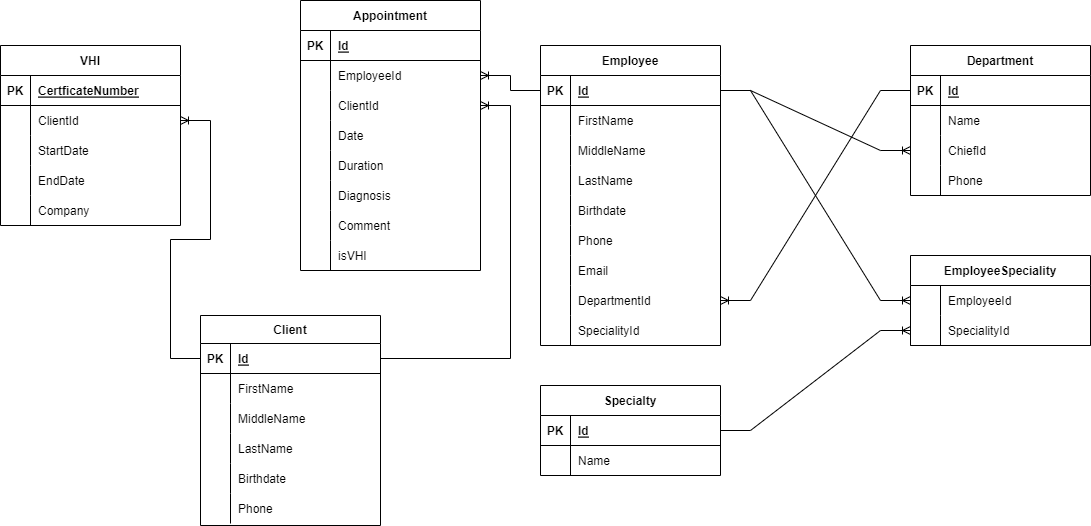 VHI
PK CertficateNumber
ClientId
StartDate
EndDate
Company
Appointment
PK Id
EmployeeId
ClientId
Date
Duration
Diagnosis
Comment
isVHI
Employee
PK Id
FirstName
MiddleName
LastName
Birthdate
Phone
Email
DepartmentId
SpecialityId
Department
PK Id
Name
ChiefId
Phone
EmployeeSpeciality
EmployeeId
SpecialityId
Client
PK Id
FirstName
MiddleName
LastName
Birthdate
Phone
Specialty
PK Id
Name